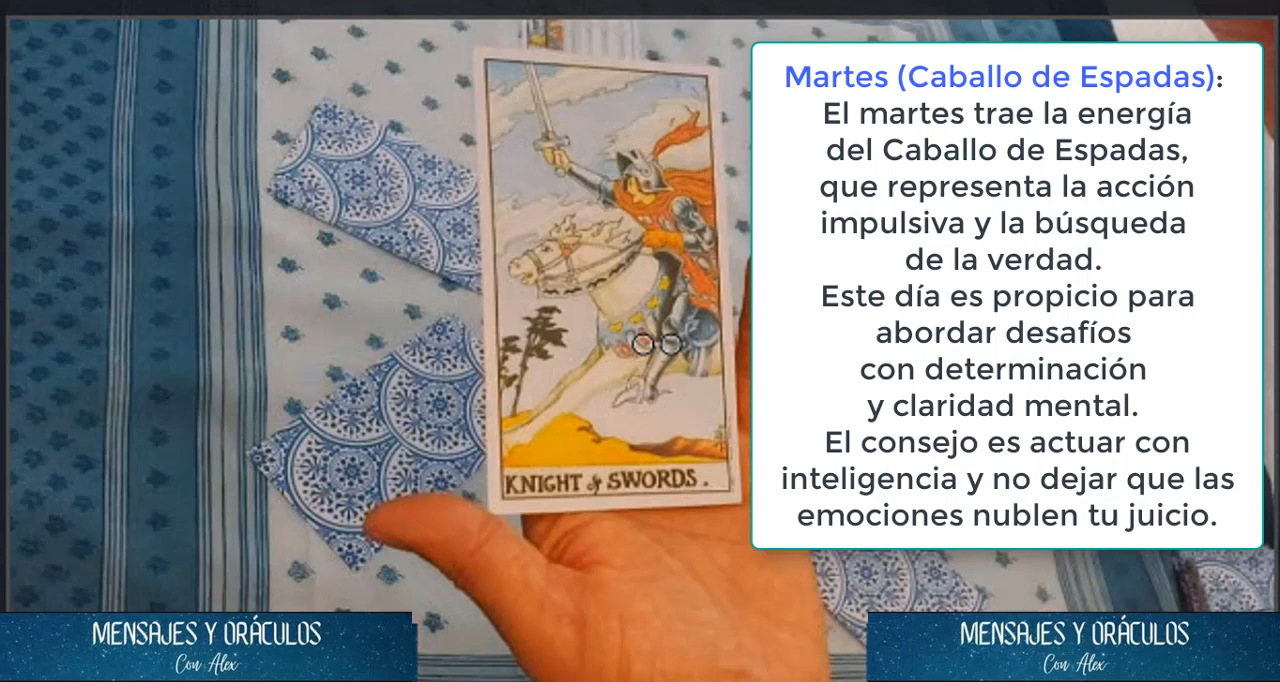 Martes (Caballo de Espadas):
El martes trae la energía
del Caballo de Espadas,
que representa la acción
impulsiva y la búsqueda
de la verdad.
Este día es propicio para
abordar desafíos
con determinación
y claridad mental.
El consejo es actuar con
inteligencia y no dejar que las
emociones nublen tu juicio.
KNIGHT of SWORDS.
MENSAJES Y ORÁCULOS
Con Alex
MENSAJES Y ORÁCULOS
Con Alex